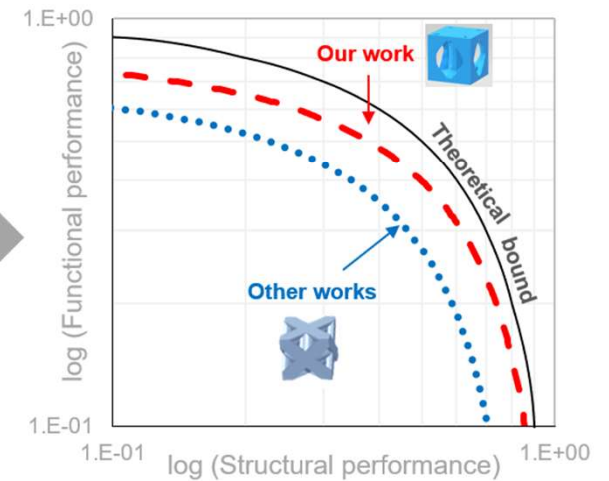 1.E+00
Our work
Theoretical bound
log (Functional performance)
Other works
1.E-01
1.E-01
1.E+00
log (Structural performance)